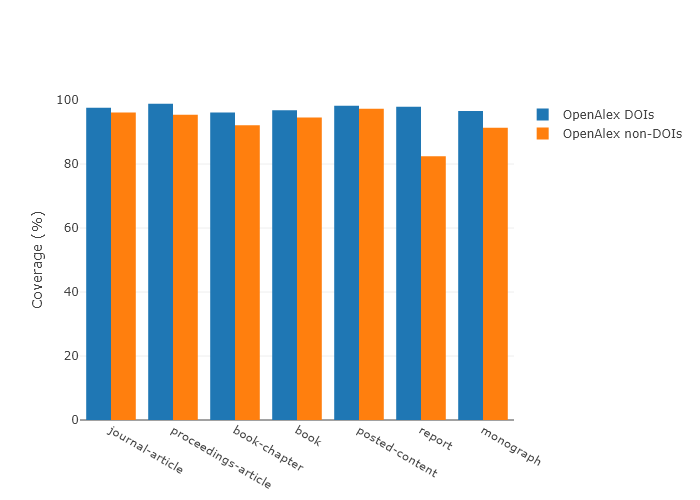 100
80
60
40
20
0
Coverage (%)
journal-article
proceedings-article
book-chapter
book
posted-content
report
monograph
OpenAlex DOIs
OpenAlex non-DOIs